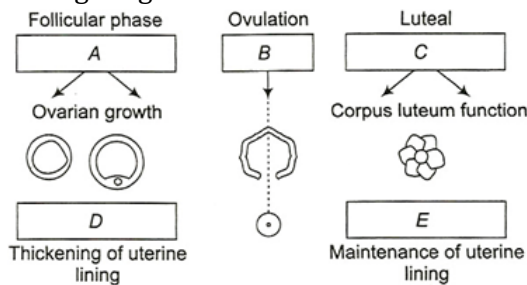 Follicular phase
Ovulation
Luteal
A
B
C
Ovarian growth
Corpus luteum function
D
E
Thickening of uterine
lining
Maintenance of uterine
lining